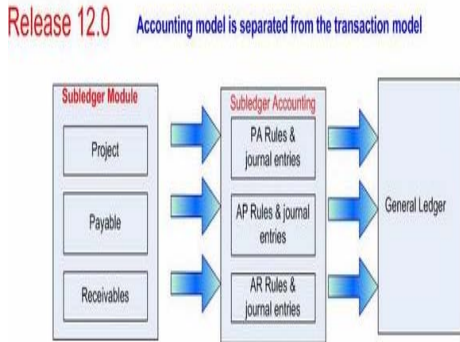 Release 12.0
Accounting model is separated from the transaction model
Subledger Module
Project
Payable
Receivables
Subledger Accounting
PA Rules &
journal entries
AP Rules & journal
entries
AR Rules &
journal entries
General Ledger